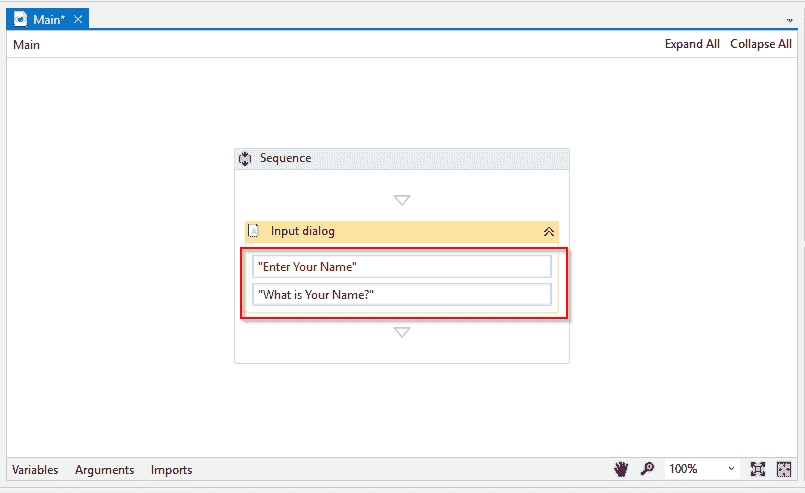 Main*
Main Expand All Collapse All
Sequence
Input dialog
"Enter Your Name"
"What is Your Name?"
Variables Arguments Imports 100%